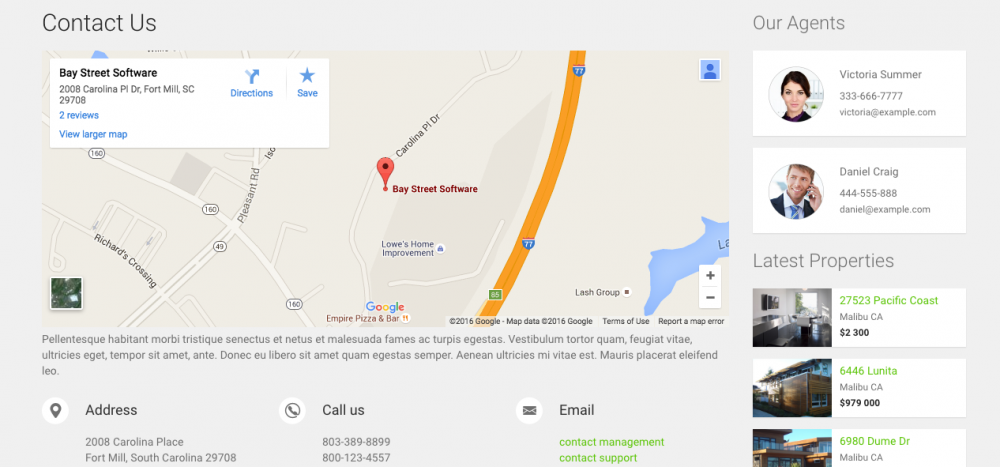 Contact Us
Bay Street Software
2008 Carolina Pl Dr, Fort Mill, SC
29708
2 reviews
View larger map
Directions
Save
160
Pleasant Rd
160
160
49
Richard's Crossing
160
Carolina Pl Dr
Bay Street Software
77
77
85
Lowe's Home
Improvement
Lash Group
Google
Empire Pizza & Bar
+
−
©2016 Google - Map data ©2016 Google
Terms of Use
Report a map error
Pellentesque habitant morbi tristique senectus et netus et malesuada fames ac turpis egestas. Vestibulum tortor quam, feugiat vitae,
ultricies eget, tempor sit amet, ante. Donec eu libero sit amet quam egestas semper. Aenean ultricies mi vitae est. Mauris placerat eleifend
leo.
Address
2008 Carolina Place
Fort Mill, South Carolina 29708
Call us
803-389-8899
800-123-4557
Email
contact management
contact support
Our Agents
Victoria Summer
333-666-7777
victoria@example.com
Daniel Craig
444-555-888
daniel@example.com
Latest Properties
27523 Pacific Coast
Malibu CA
$2 300
6446 Lunita
Malibu CA
$979 000
6980 Dume Dr
Malibu CA